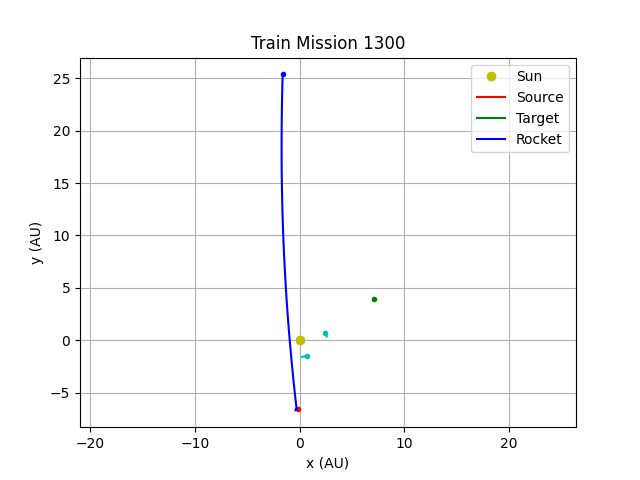 Train Mission 1300
Sun
Source
Target
Rocket
y (AU)
25
20
15
10
5
0
−5
−20
−10
0
10
20
x (AU)